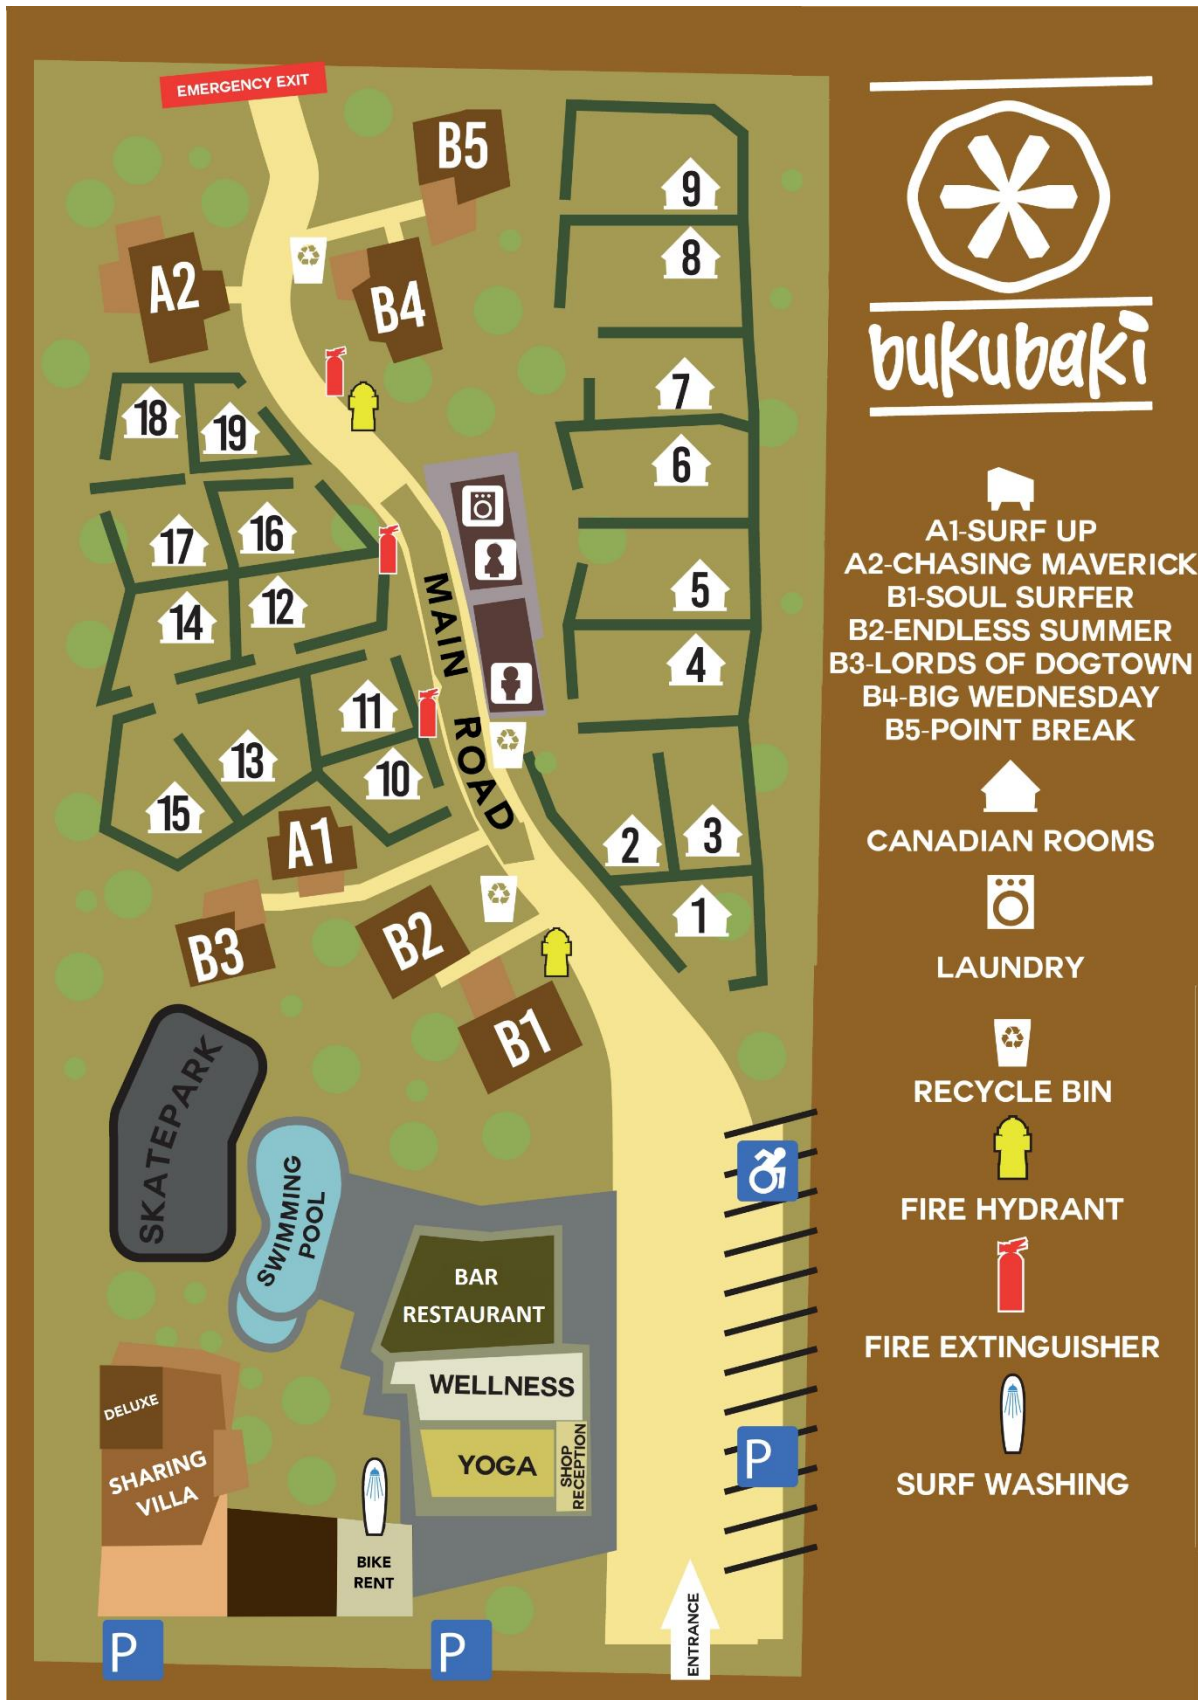 EMERGENCY EXIT
B5
A2
B4
9
8
7
6
5
4
18
19
17
16
14
12
MAIN ROAD
11
13
10
15
2
3
1
A1
B3
B2
B1
SKATEPARK
SWIMMING
POOL
BAR
RESTAURANT
WELLNESS
YOGA
SHOP
RECEPTION
DELUXE
SHARING
VILLA
BIKE
RENT
P
P
P
ENTRANCE
bukubaki
A1-SURF UP
A2-CHASING MAVERICK
B1-SOUL SURFER
B2-ENDLESS SUMMER
B3-LORDS OF DOGTOWN
B4-BIG WEDNESDAY
B5-POINT BREAK
CANADIAN ROOMS
LAUNDRY
RECYCLE BIN
FIRE HYDRANT
FIRE EXTINGUISHER
SURF WASHING